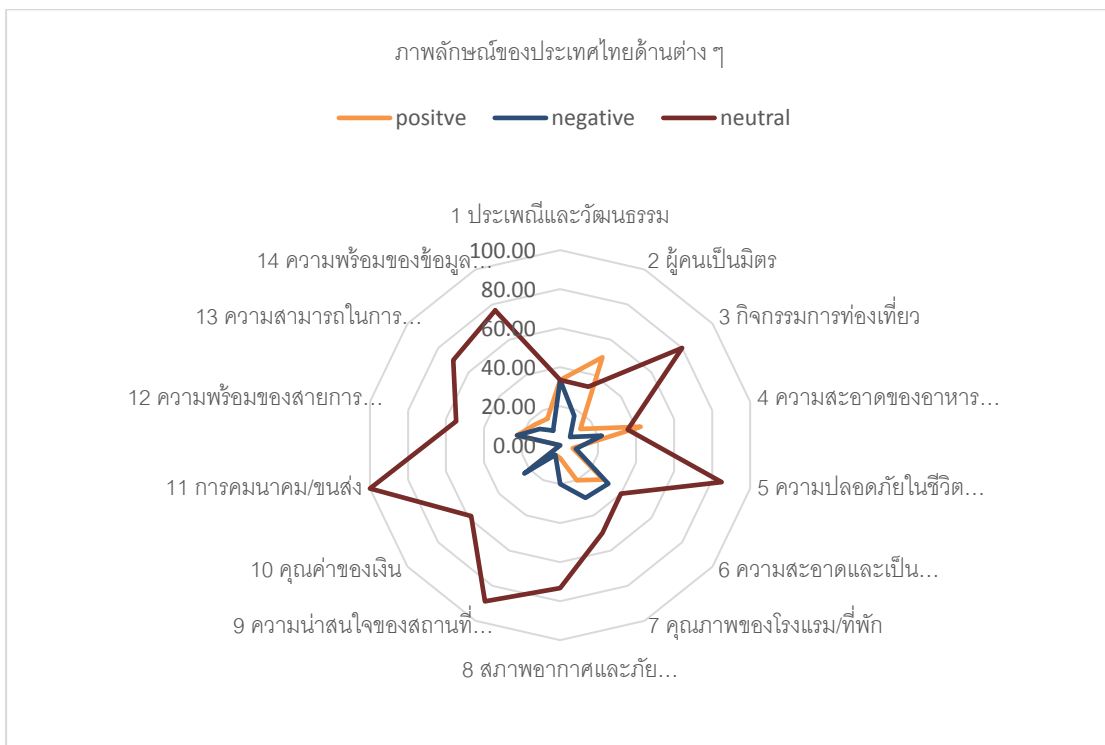 ภาพลักษณ์ของประเทศไทยด้านต่าง ๆ
positve negative neutral
1 ประเพณีและวัฒนธรรม
2 ผู้คนเป็นมิตร
3 กิจกรรมการท่องเที่ยว
4 ความสะอาดของอาหาร...
5 ความปลอดภัยในชีวิต...
6 ความสะอาดและเป็น...
7 คุณภาพของโรงแรม/ที่พัก
8 สภาพอากาศและภัย...
9 ความน่าสนใจของสถานที่...
10 คุณค่าของเงิน
11 การคมนาคม/ขนส่ง
12 ความพร้อมของสายการ...
13 ความสามารถในการ...
14 ความพร้อมของข้อมูล...
100.00
80.00
60.00
40.00
20.00
0.00